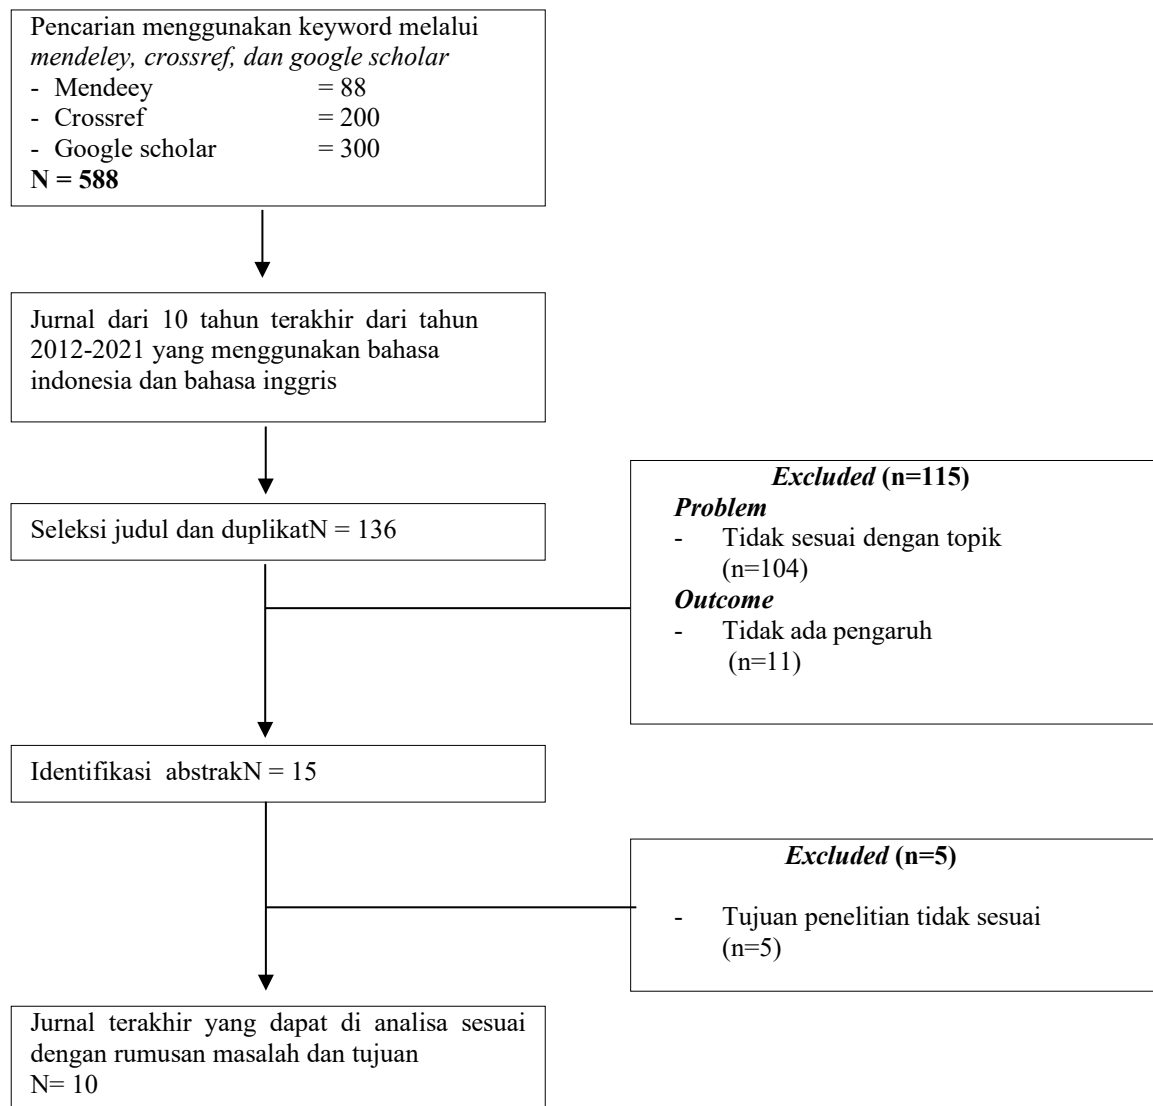 Pencarian menggunakan keyword melalui
mendeley, crossref, dan google scholar
- Mendeey = 88
- Crossref = 200
- Google scholar = 300
N = 588
Jurnal dari 10 tahun terakhir dari tahun
2012-2021 yang menggunakan bahasa
indonesia dan bahasa inggris
Seleksi judul dan duplikatN = 136
Excluded (n=115)
Problem
- Tidak sesuai dengan topik
(n=104)
Outcome
- Tidak ada pengaruh
(n=11)
Identifikasi abstrakN = 15
Excluded (n=5)
- Tujuan penelitian tidak sesuai
(n=5)
Jurnal terakhir yang dapat di analisa sesuai
dengan rumusan masalah dan tujuan
N= 10